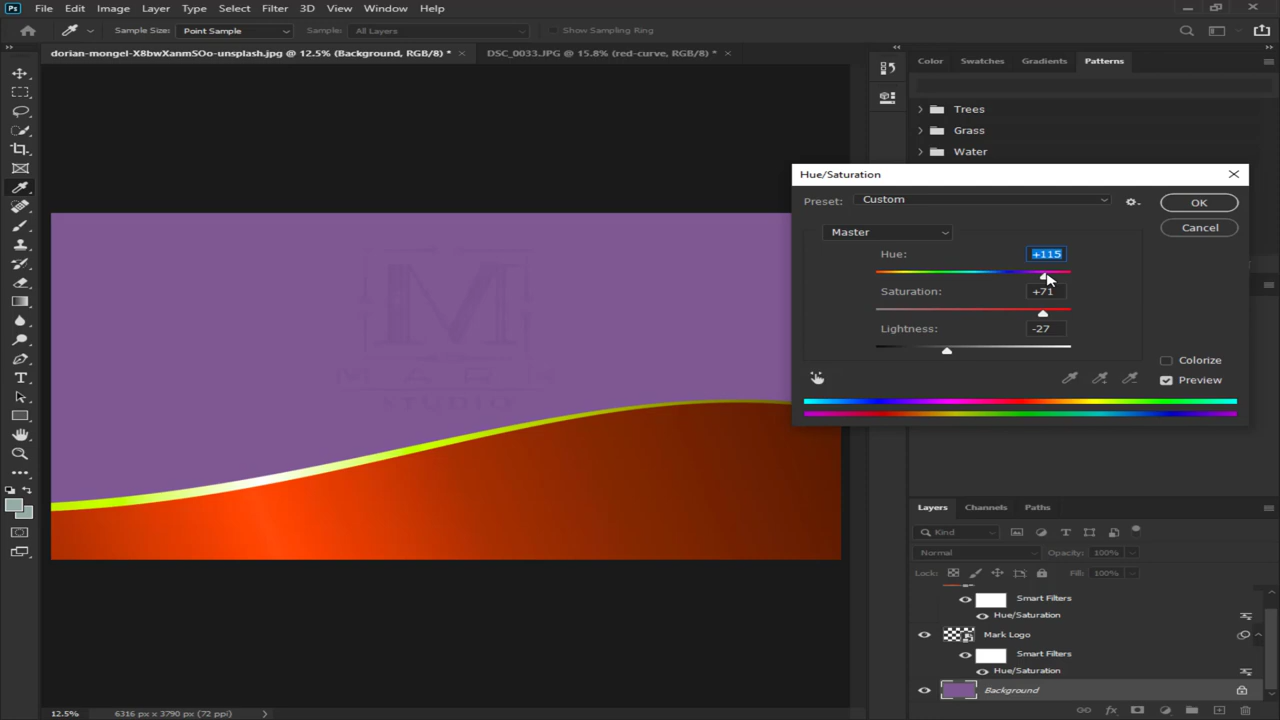 Ps File Edit Image Layer Type Select Filter 3D View Window Help
Sample Size: Point Sample Sample: All Layers Show Sampling Ring
dorian-mongel-X8bwXanmSOo-unsplash.jpg @ 12.5% (Background, RGB/8) * DSC_0033.JPG @ 15.8% (red-curve, RGB/8) *
Color Swatches Gradients Patterns
Trees
Grass
Water
Hue/Saturation
Preset: Custom
OK
Master
Cancel
Hue: +115
Saturation: +71
Lightness: -27
Colorize
Preview
M
MARK
STUDIO
Layers Channels Paths
Kind
Normal Opacity: 100%
Lock: Fill: 100%
Smart Filters
Hue/Saturation
Mark Logo
Smart Filters
Hue/Saturation
Background
12.5% 6316 px x 3790 px (72 ppi)